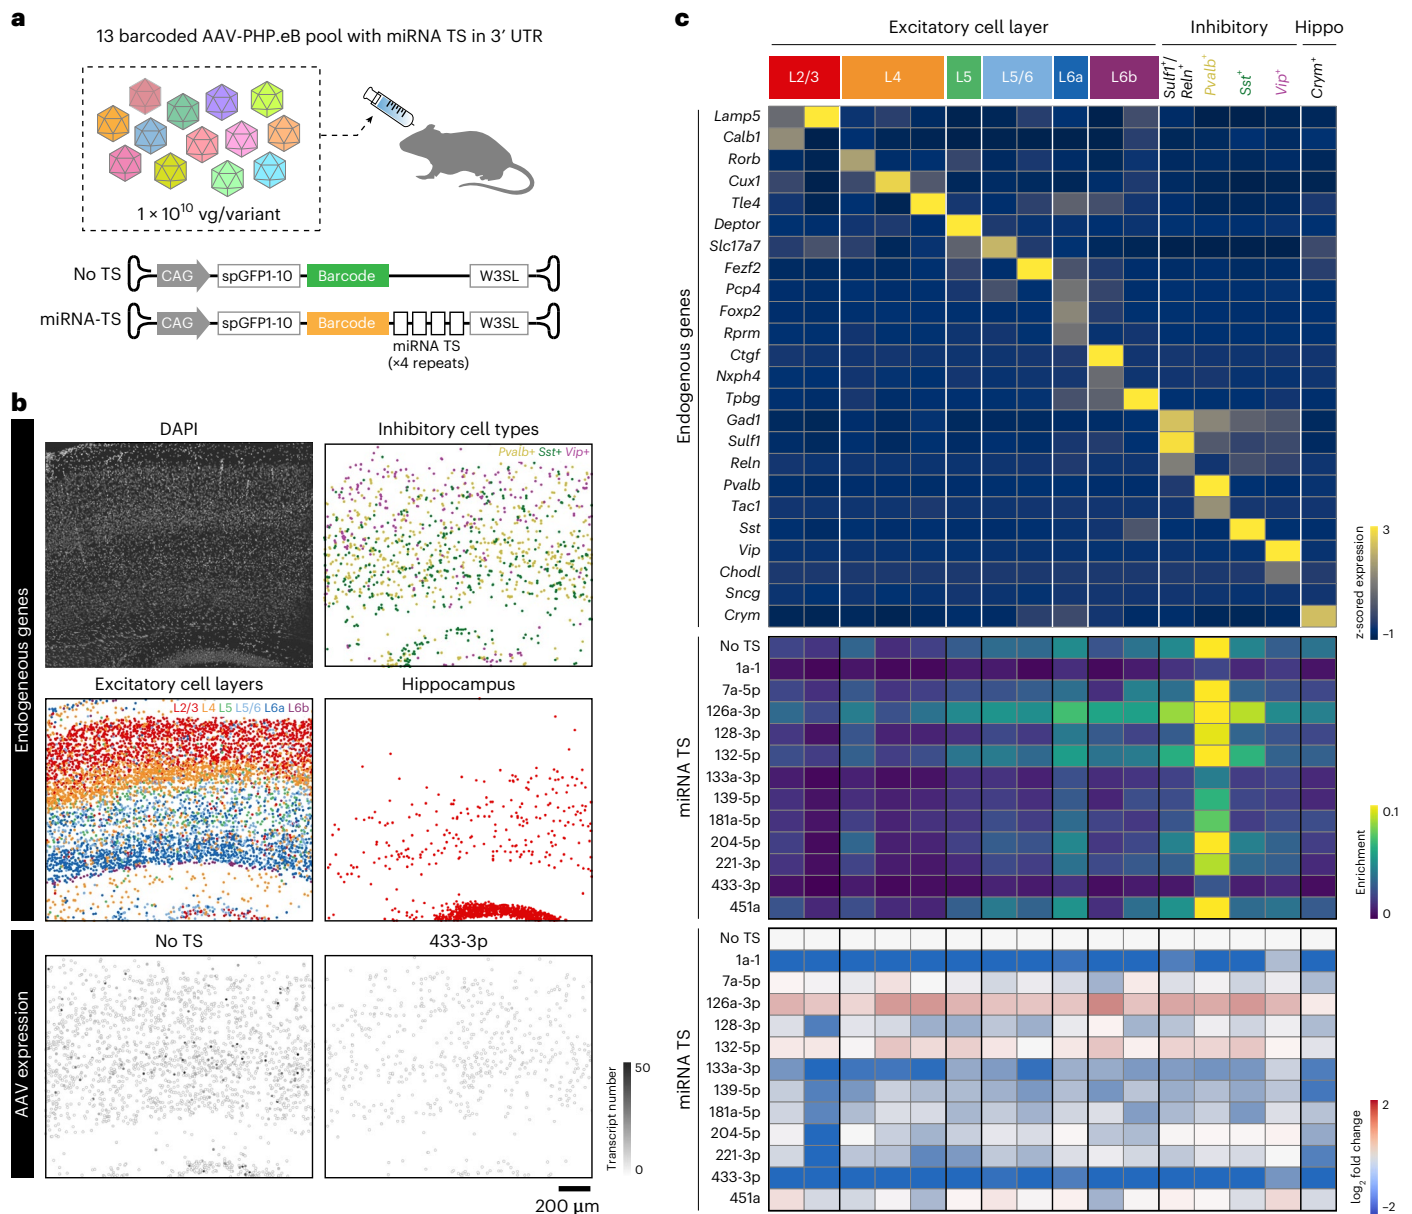 a
13 barcoded AAV-PHP.eB pool with miRNA TS in 3′ UTR
1 × 10¹⁰ vg/variant
No TS
CAG
spGFP1-10
Barcode
W3SL
miRNA-TS
CAG
spGFP1-10
Barcode
W3SL
miRNA TS
(×4 repeats)
b
Endogeneous genes
DAPI
Inhibitory cell types
Pvalb+ Sst+ Vip+
Excitatory cell layers
L2/3 L4 L5 L5/6 L6a L6b
Hippocampus
AAV expression
No TS
433-3p
Transcript number
50
0
200 µm
c
Excitatory cell layer
Inhibitory
Hippo
L2/3
L4
L5
L5/6
L6a
L6b
Sulf1⁺/
Reln⁺
Pvalb⁺
Sst⁺
Vip⁺
Crym⁺
Endogenous genes
Lamp5
Calb1
Rorb
Cux1
Tle4
Deptor
Slc17a7
Fezf2
Pcp4
Foxp2
Rprm
Ctgf
Nxph4
Tpbg
Gad1
Sulf1
Reln
Pvalb
Tac1
Sst
Vip
Chodl
Sncg
Crym
z-scored expression
3
−1
miRNA TS
No TS
1a-1
7a-5p
126a-3p
128-3p
132-5p
133a-3p
139-5p
181a-5p
204-5p
221-3p
433-3p
451a
Enrichment
0.1
0
miRNA TS
No TS
1a-1
7a-5p
126a-3p
128-3p
132-5p
133a-3p
139-5p
181a-5p
204-5p
221-3p
433-3p
451a
log₂ fold change
2
−2